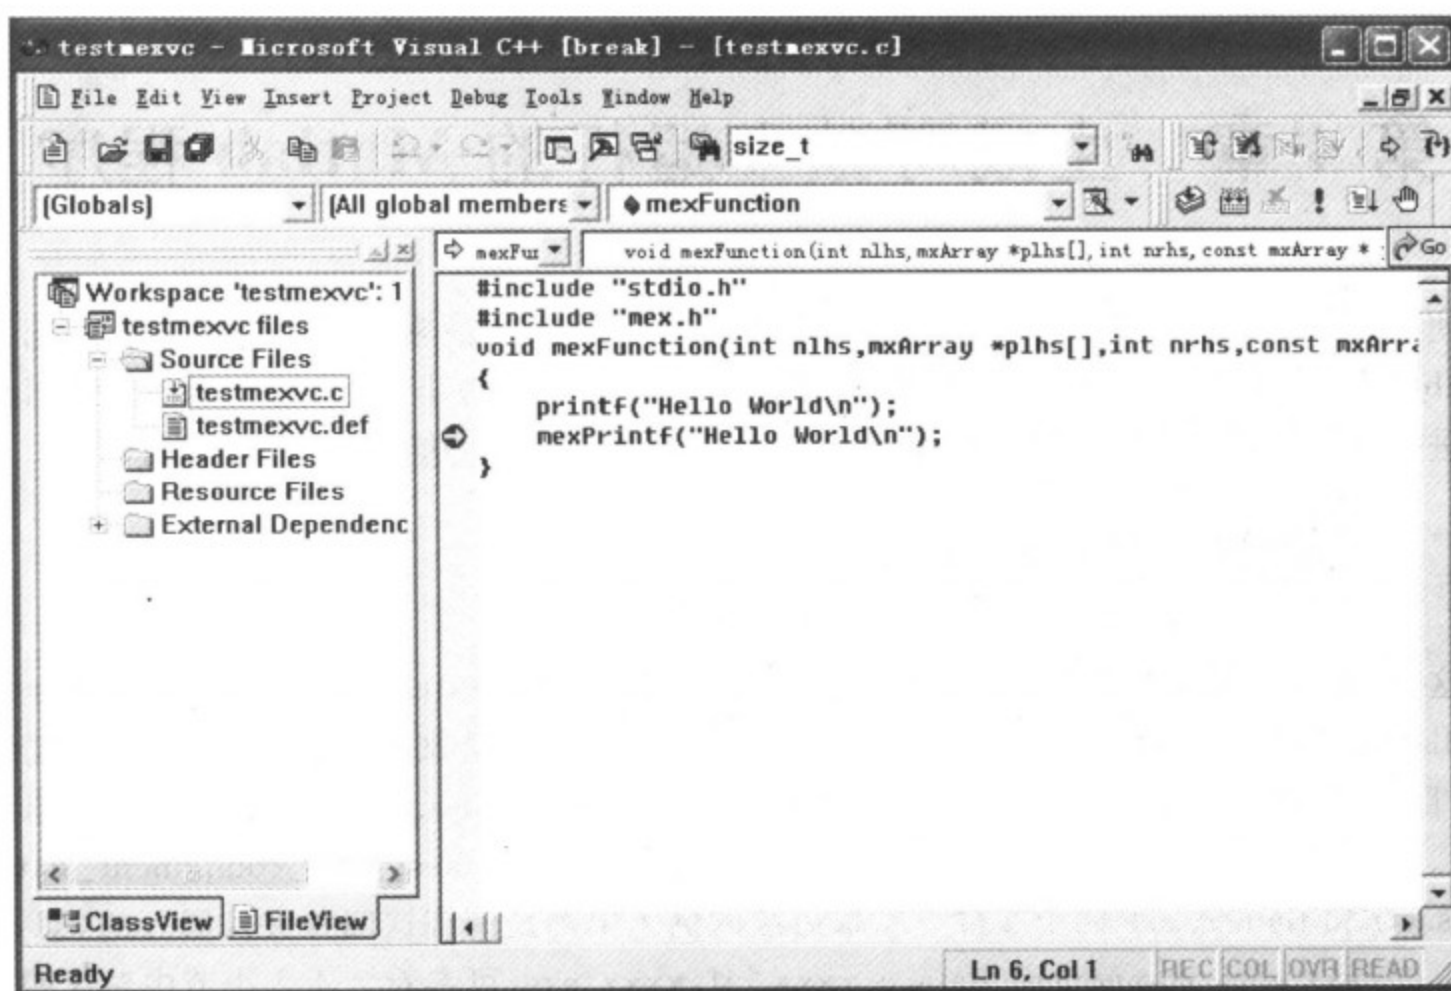 testmexvc - Microsoft Visual C++ [break] - [testmexvc.c]
File Edit View Insert Project Debug Tools Window Help
size_t
(Globals) (All global members mexFunction
mexFur void mexFunction(int nlhs,mxArray *plhs[],int nrhs,const mxArray * Go
Workspace 'testmexvc': 1
testmexvc files
Source Files
testmexvc.c
testmexvc.def
Header Files
Resource Files
External Dependenc
#include "stdio.h"
#include "mex.h"
void mexFunction(int nlhs,mxArray *plhs[],int nrhs,const mxArra
{
printf("Hello World\n");
mexPrintf("Hello World\n");
}
ClassView FileView
Ready Ln 6, Col 1 REC COL OVR READ